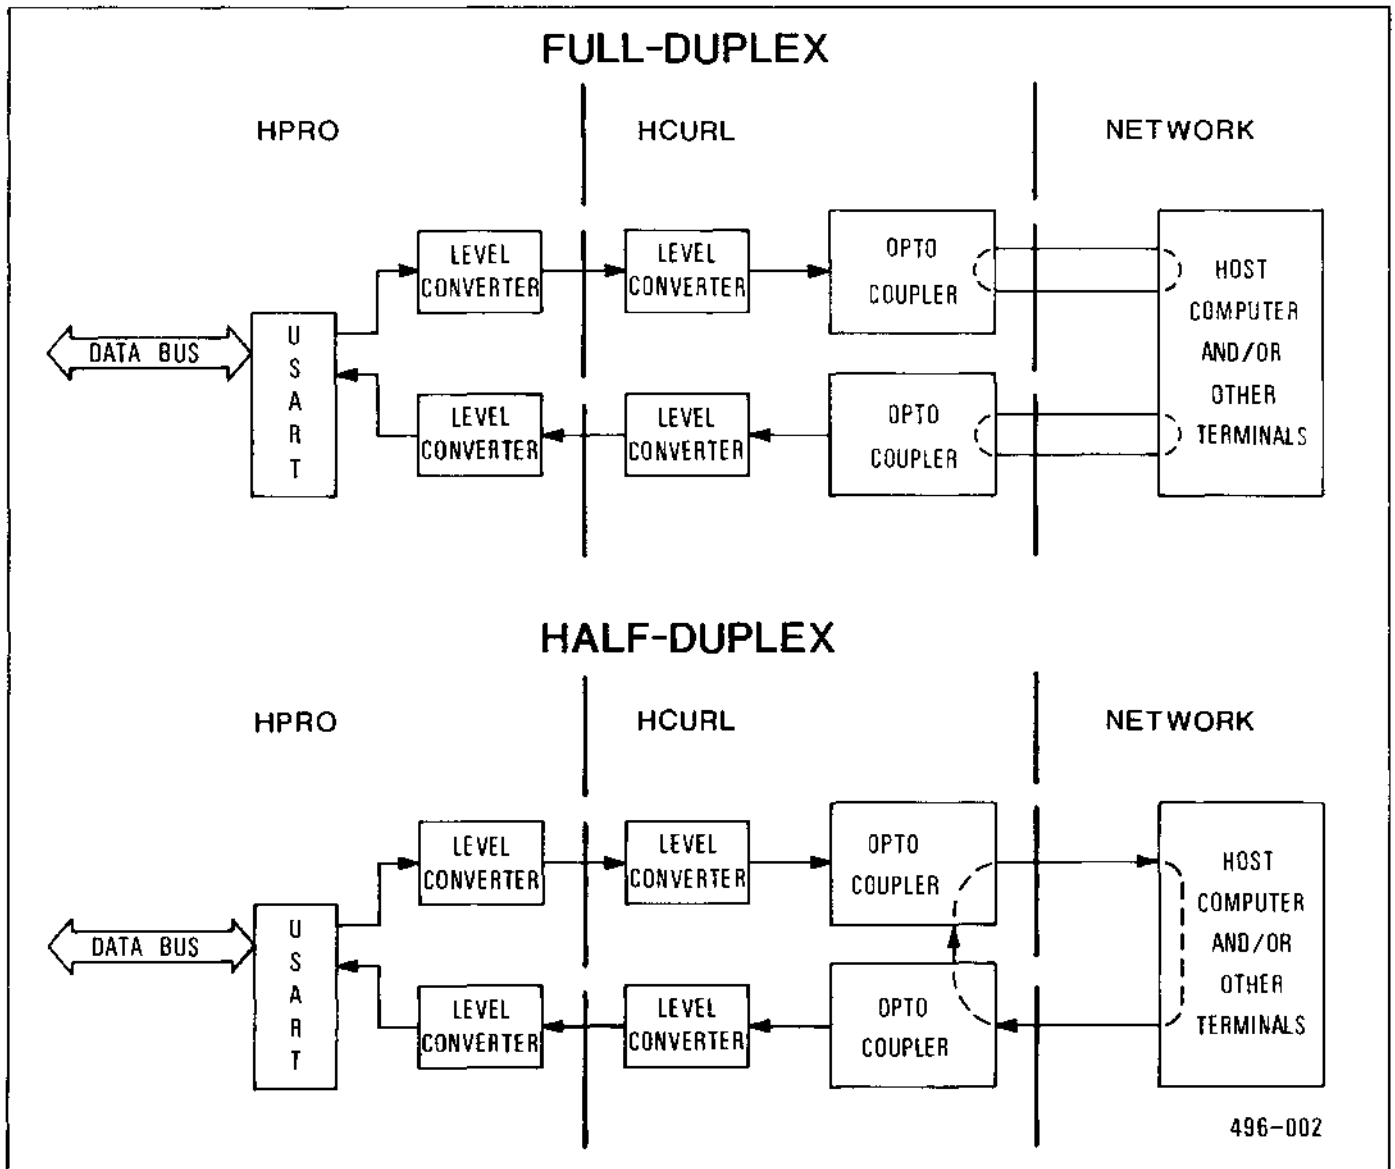 FULL-DUPLEX
HPRO
HCURL
NETWORK
LEVEL
CONVERTER
LEVEL
CONVERTER
OPTO
COUPLER
HOST
COMPUTER
AND/OR
OTHER
TERMINALS
DATA BUS
U
S
A
R
T
LEVEL
CONVERTER
LEVEL
CONVERTER
OPTO
COUPLER
HALF-DUPLEX
HPRO
HCURL
NETWORK
LEVEL
CONVERTER
LEVEL
CONVERTER
OPTO
COUPLER
HOST
COMPUTER
AND/OR
OTHER
TERMINALS
DATA BUS
U
S
A
R
T
LEVEL
CONVERTER
LEVEL
CONVERTER
OPTO
COUPLER
496-002